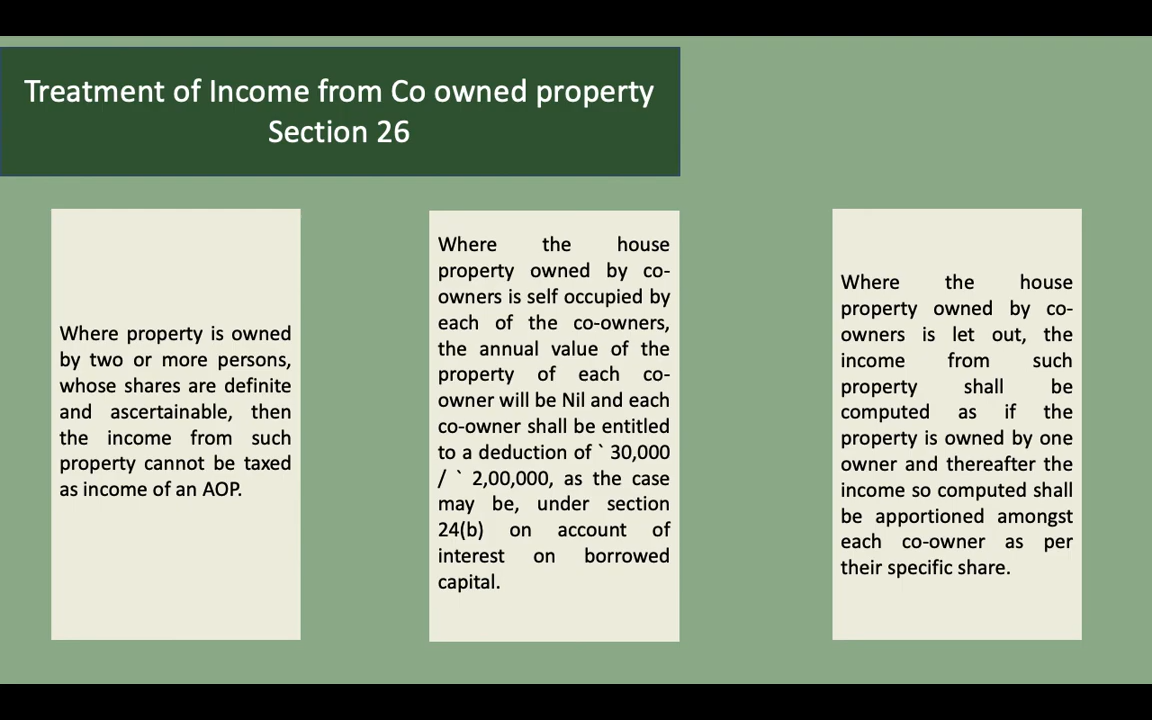 Treatment of Income from Co owned property
Section 26
Where property is owned
by two or more persons,
whose shares are definite
and ascertainable, then
the income from such
property cannot be taxed
as income of an AOP.
Where the house
property owned by co-
owners is self occupied by
each of the co-owners,
the annual value of the
property of each co-
owner will be Nil and each
co-owner shall be entitled
to a deduction of ` 30,000
/ ` 2,00,000, as the case
may be, under section
24(b) on account of
interest on borrowed
capital.
Where the house
property owned by co-
owners is let out, the
income from such
property shall be
computed as if the
property is owned by one
owner and thereafter the
income so computed shall
be apportioned amongst
each co-owner as per
their specific share.